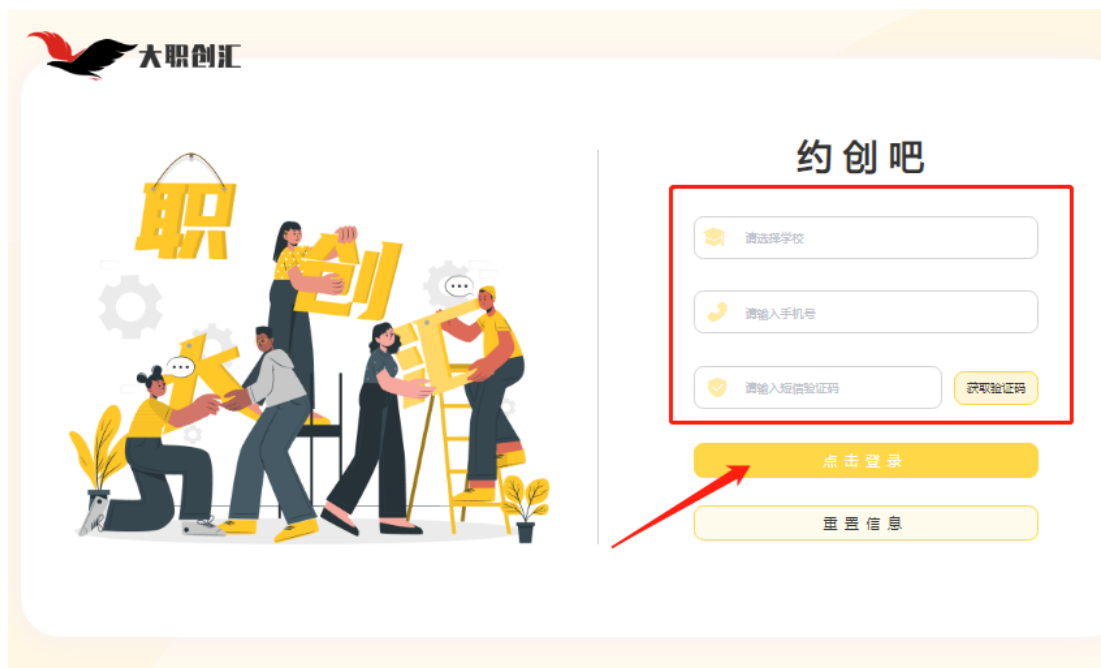 大职创汇
约创吧
职
创
汇
大
请选择学校
请输入手机号
请输入短信验证码
获取验证码
点击登录
重置信息